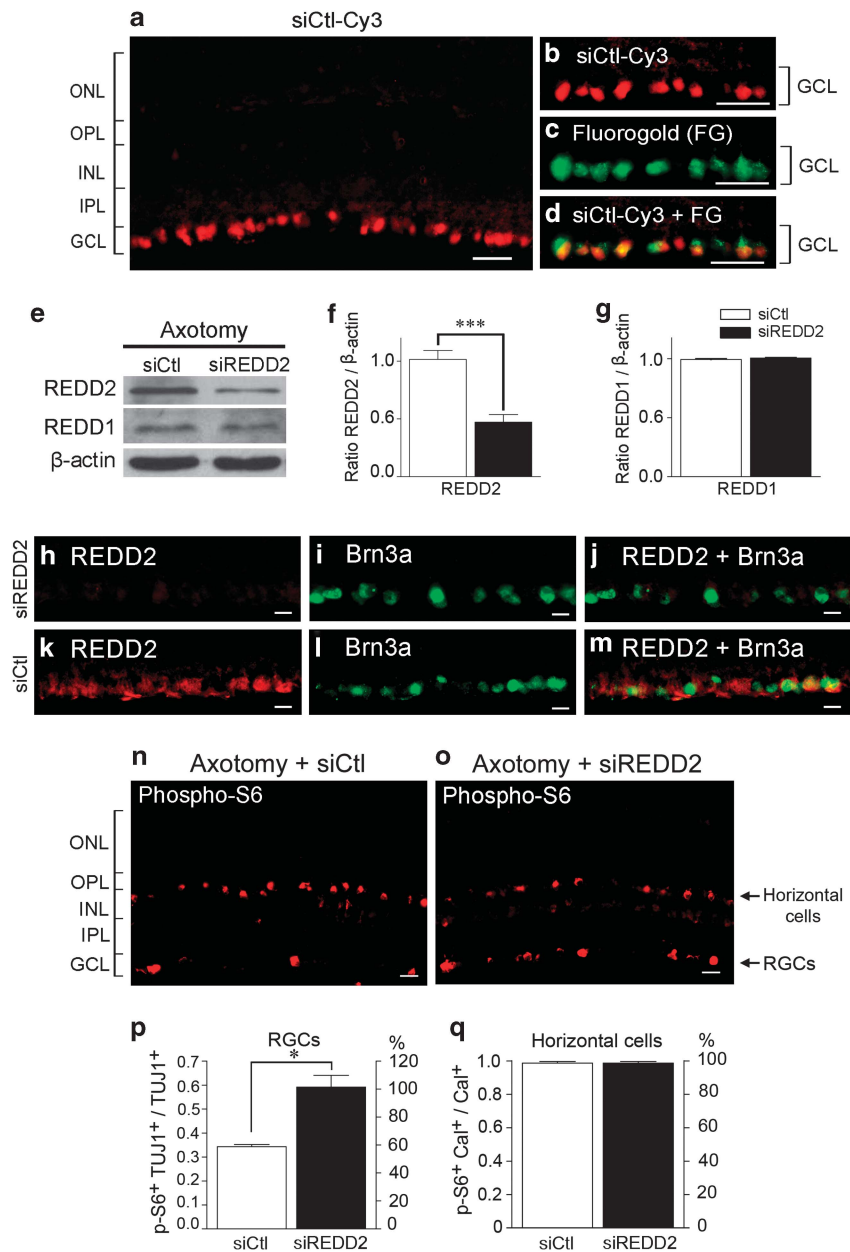 a
siCtl-Cy3
ONL
OPL
INL
IPL
GCL
b siCtl-Cy3
GCL
c Fluorogold (FG)
GCL
d siCtl-Cy3 + FG
GCL
e
Axotomy
siCtl siREDD2
REDD2
REDD1
β-actin
f
***
Ratio REDD2 / β-actin
1.0
0.6
0.0
REDD2
g
siCtl
siREDD2
Ratio REDD1 / β-actin
1.0
0.6
0.0
REDD1
siREDD2
h REDD2
i Brn3a
j REDD2 + Brn3a
siCtl
k REDD2
l Brn3a
m REDD2 + Brn3a
n
Axotomy + siCtl
Phospho-S6
ONL
OPL
INL
IPL
GCL
o
Axotomy + siREDD2
Phospho-S6
Horizontal
cells
RGCs
p
RGCs
%
*
p-S6+ TUJ1+ / TUJ1+
0.7
0.6
0.5
0.4
0.3
0.2
0.1
0.0
120
100
80
60
40
20
0
siCtl siREDD2
q
Horizontal cells
%
p-S6+ Cal+ / Cal+
1.0
0.8
0.6
0.4
0.2
0
100
80
60
40
20
0
siCtl siREDD2